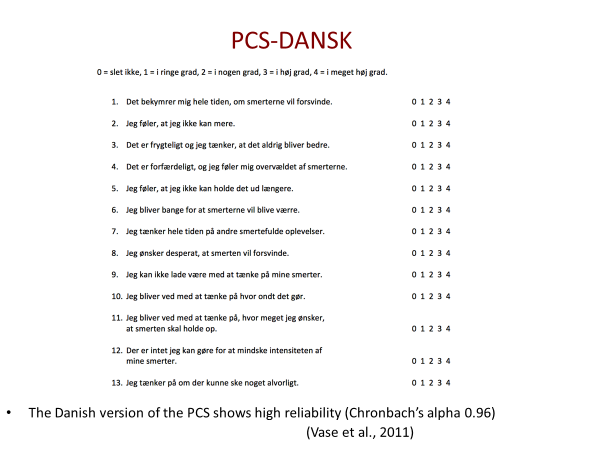 PCS-DANSK
0 = slet ikke, 1 = i ringe grad, 2 = i nogen grad, 3 = i høj grad, 4 = i meget høj grad.
1. Det bekymrer mig hele tiden, om smerterne vil forsvinde. 0 1 2 3 4
2. Jeg føler, at jeg ikke kan mere. 0 1 2 3 4
3. Det er frygteligt og jeg tænker, at det aldrig bliver bedre. 0 1 2 3 4
4. Det er forfærdeligt, og jeg føler mig overvældet af smerterne. 0 1 2 3 4
5. Jeg føler, at jeg ikke kan holde det ud længere. 0 1 2 3 4
6. Jeg bliver bange for at smerterne vil blive værre. 0 1 2 3 4
7. Jeg tænker hele tiden på andre smertefulde oplevelser. 0 1 2 3 4
8. Jeg ønsker desperat, at smerten vil forsvinde. 0 1 2 3 4
9. Jeg kan ikke lade være med at tænke på mine smerter. 0 1 2 3 4
10. Jeg bliver ved med at tænke på hvor ondt det gør. 0 1 2 3 4
11. Jeg bliver ved med at tænke på, hvor meget jeg ønsker,
at smerten skal holde op. 0 1 2 3 4
12. Der er intet jeg kan gøre for at mindske intensiteten af
mine smerter. 0 1 2 3 4
13. Jeg tænker på om der kunne ske noget alvorligt. 0 1 2 3 4
• The Danish version of the PCS shows high reliability (Chronbach's alpha 0.96)
(Vase et al., 2011)